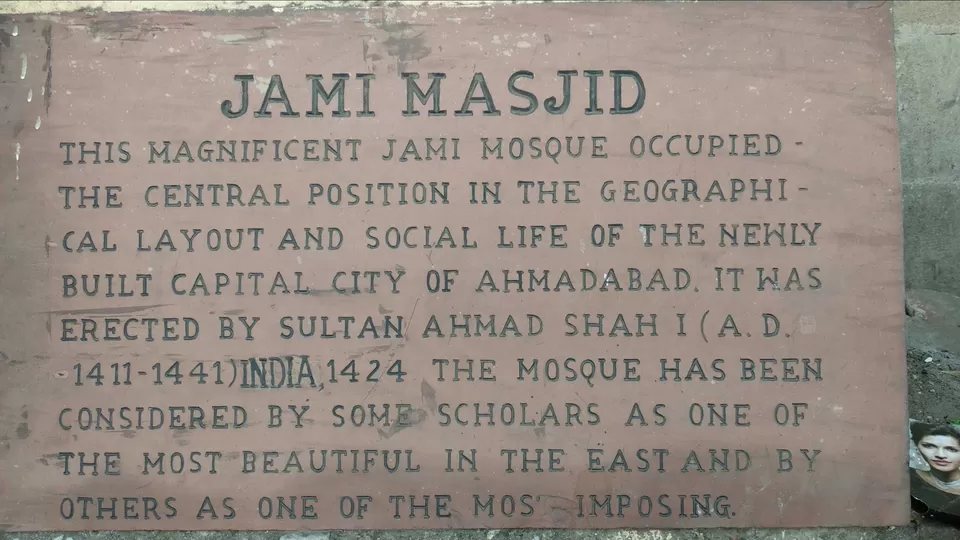 JAMI MASJID
THIS MAGNIFICENT JAMI MOSQUE OCCUPIED -
THE CENTRAL POSITION IN THE GEOGRAPHI -
CAL LAYOUT AND SOCIAL LIFE OF THE NEWLY
BUILT CAPITAL CITY OF AHMADABAD. IT WAS
ERECTED BY SULTAN AHMAD SHAH I (A. D.
- 1411-1441) INDIA, 1424 THE MOSQUE HAS BEEN
CONSIDERED BY SOME SCHOLARS AS ONE OF
THE MOST BEAUTIFUL IN THE EAST AND BY
OTHERS AS ONE OF THE MOS' IMPOSING.